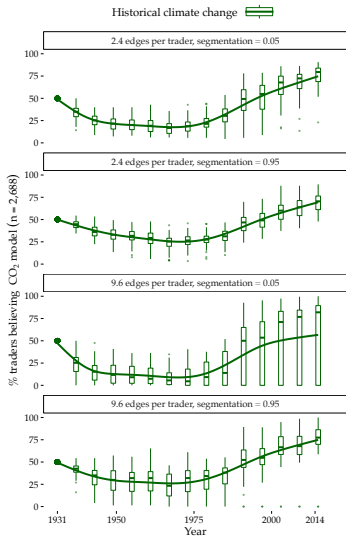 Historical climate change
2.4 edges per trader, segmentation = 0.05
100
75
50
25
0
2.4 edges per trader, segmentation = 0.95
100
75
50
25
0
9.6 edges per trader, segmentation = 0.05
100
75
50
25
0
9.6 edges per trader, segmentation = 0.95
100
75
50
25
0
% traders believing CO₂ model (n = 2,688)
1931 1950 1975 2000 2014
Year